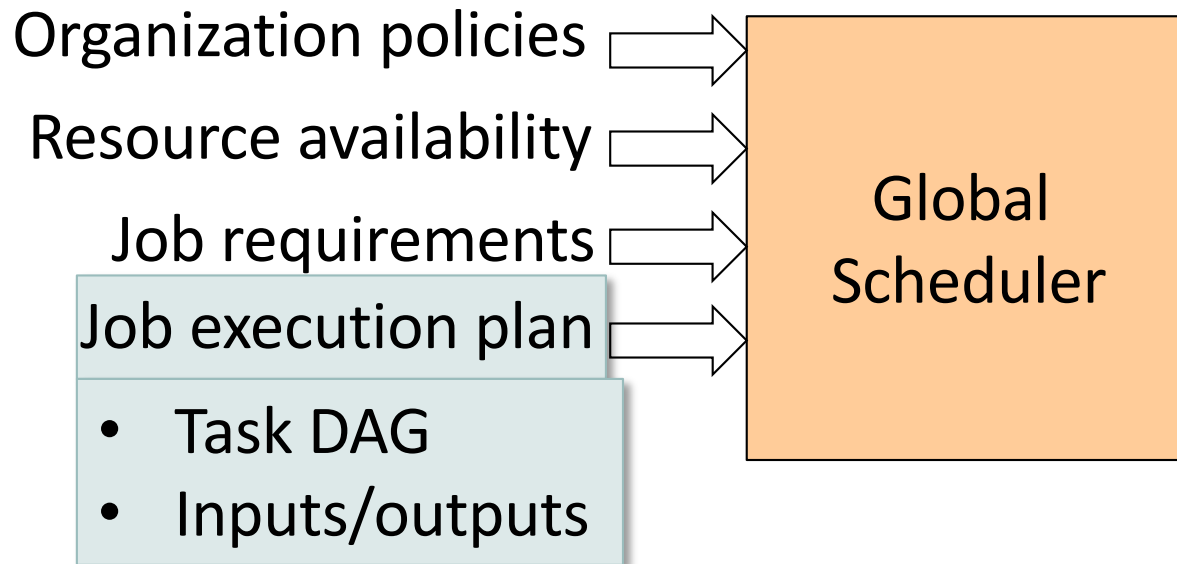 Organization policies
Resource availability
Job requirements
Job execution plan
• Task DAG
• Inputs/outputs
Global
Scheduler